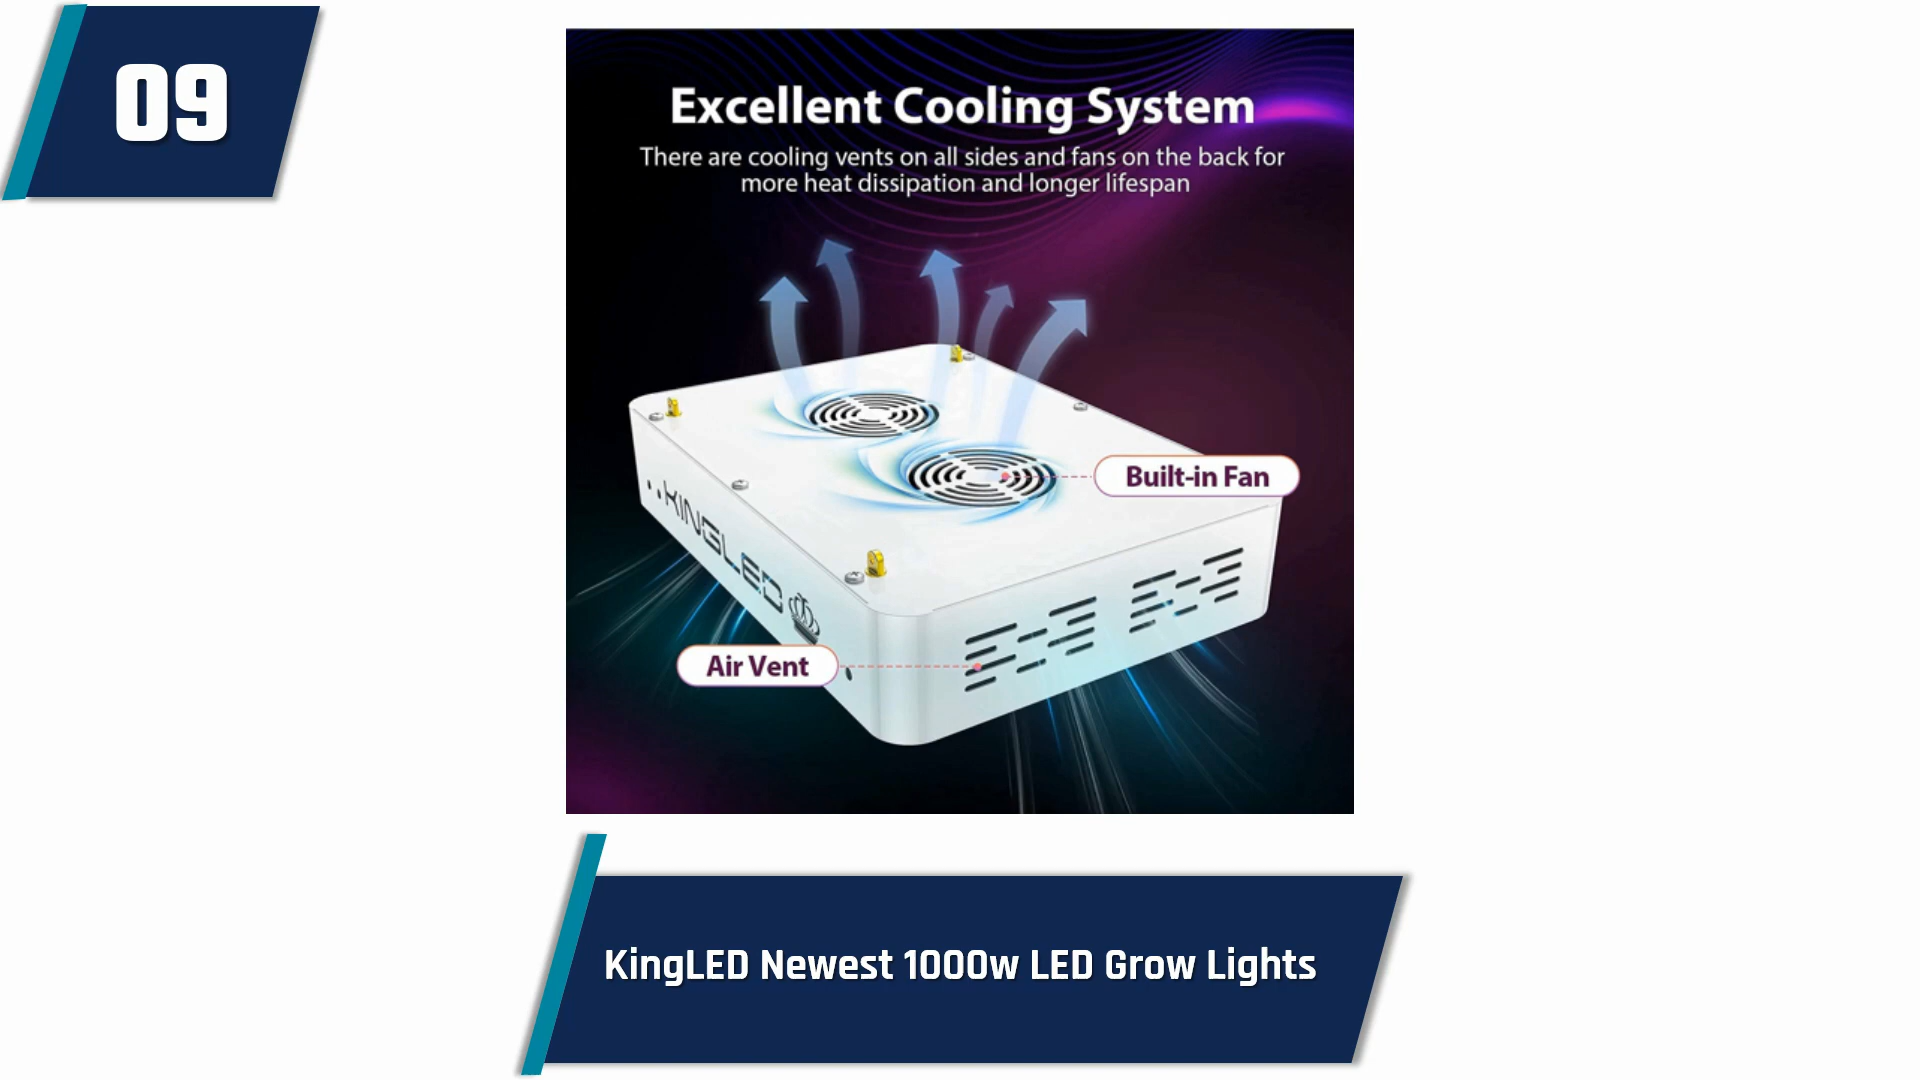 09
Excellent Cooling System
There are cooling vents on all sides and fans on the back for
more heat dissipation and longer lifespan
Built-in Fan
KINGLED
Air Vent
KingLED Newest 1000w LED Grow Lights